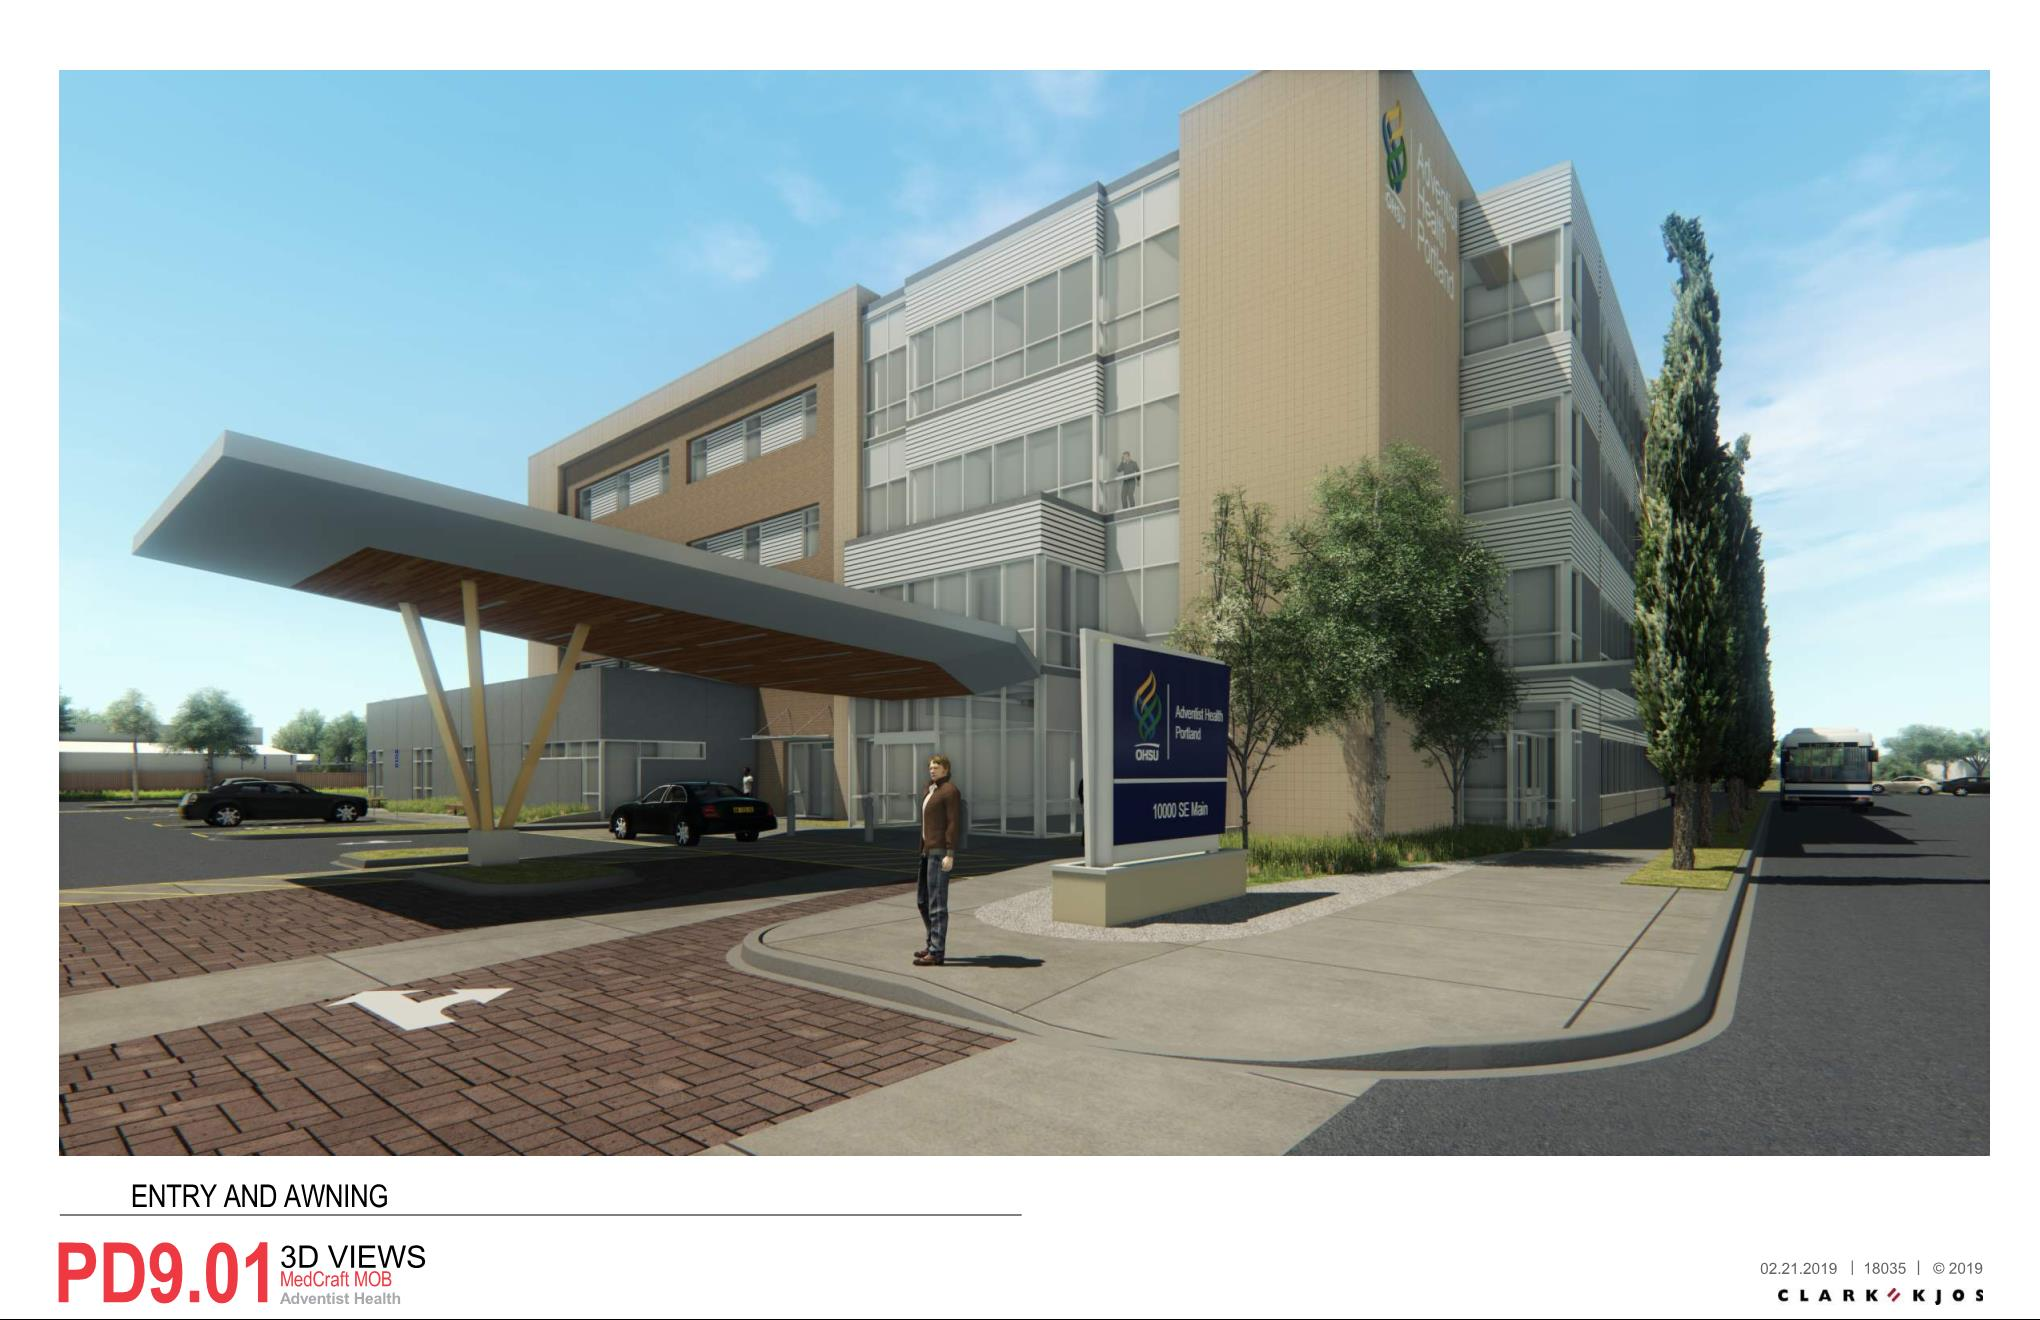 OHSU
Adventist
Health
Portland
OHSU
Adventist Health
Portland
10000 SE Main
ENTRY AND AWNING
PD9.01
3D VIEWS
MedCraft MOB
Adventist Health
02.21.2019 | 18035 | © 2019
CLARK KJOS